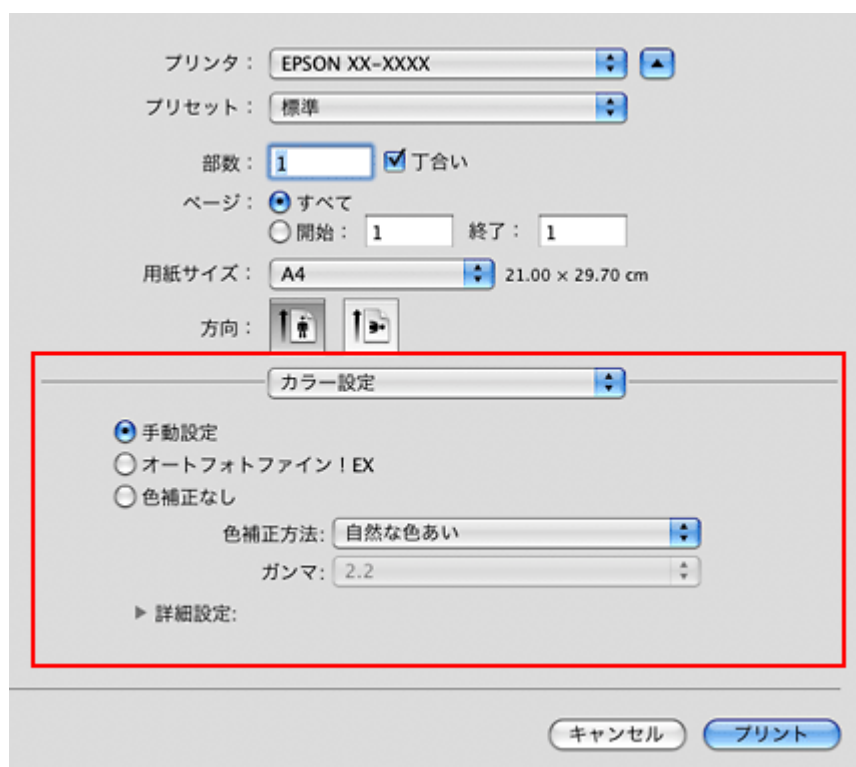 プリンタ： EPSON XX-XXXX
プリセット： 標準
部数： 1 丁合い
ページ： すべて
開始： 1 終了： 1
用紙サイズ： A4 21.00 × 29.70 cm
方向：
カラー設定
手動設定
オートフォトファイン！EX
色補正なし
色補正方法: 自然な色あい
ガンマ: 2.2
詳細設定:
キャンセル プリント